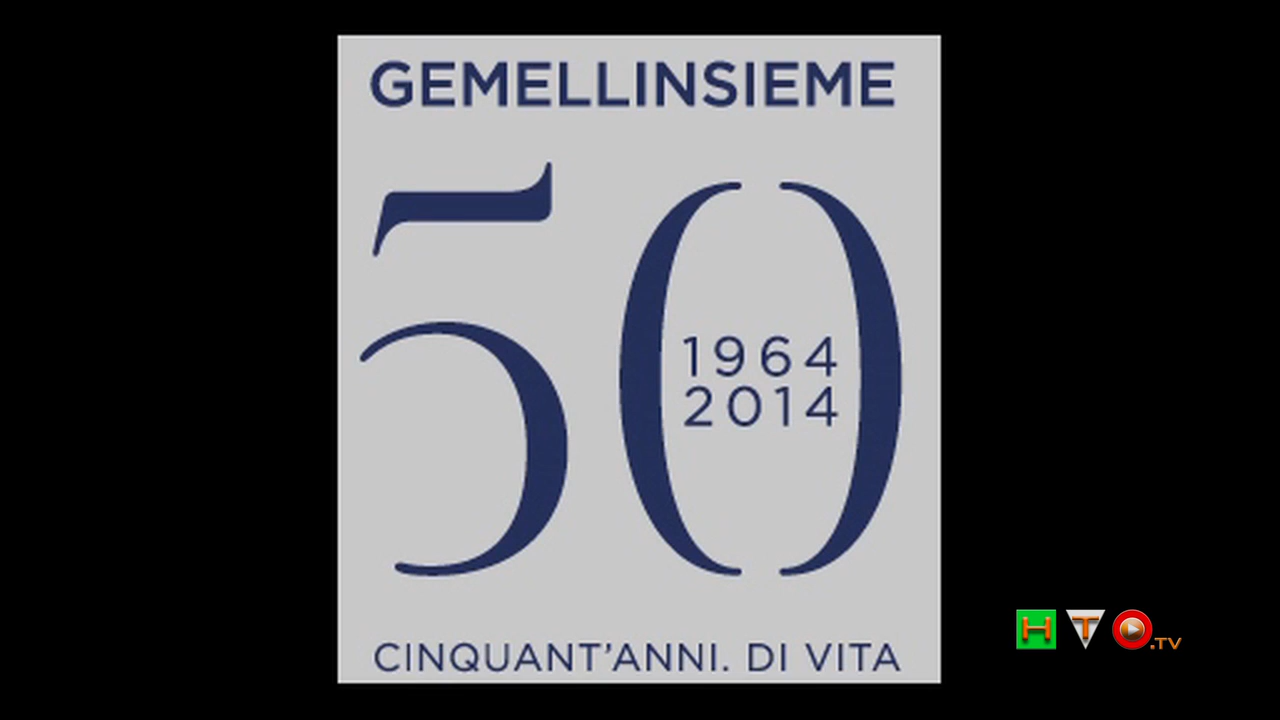 GEMELLINSIEME
50
1964
2014
CINQUANT’ANNI. DI VITA
HTO.TV